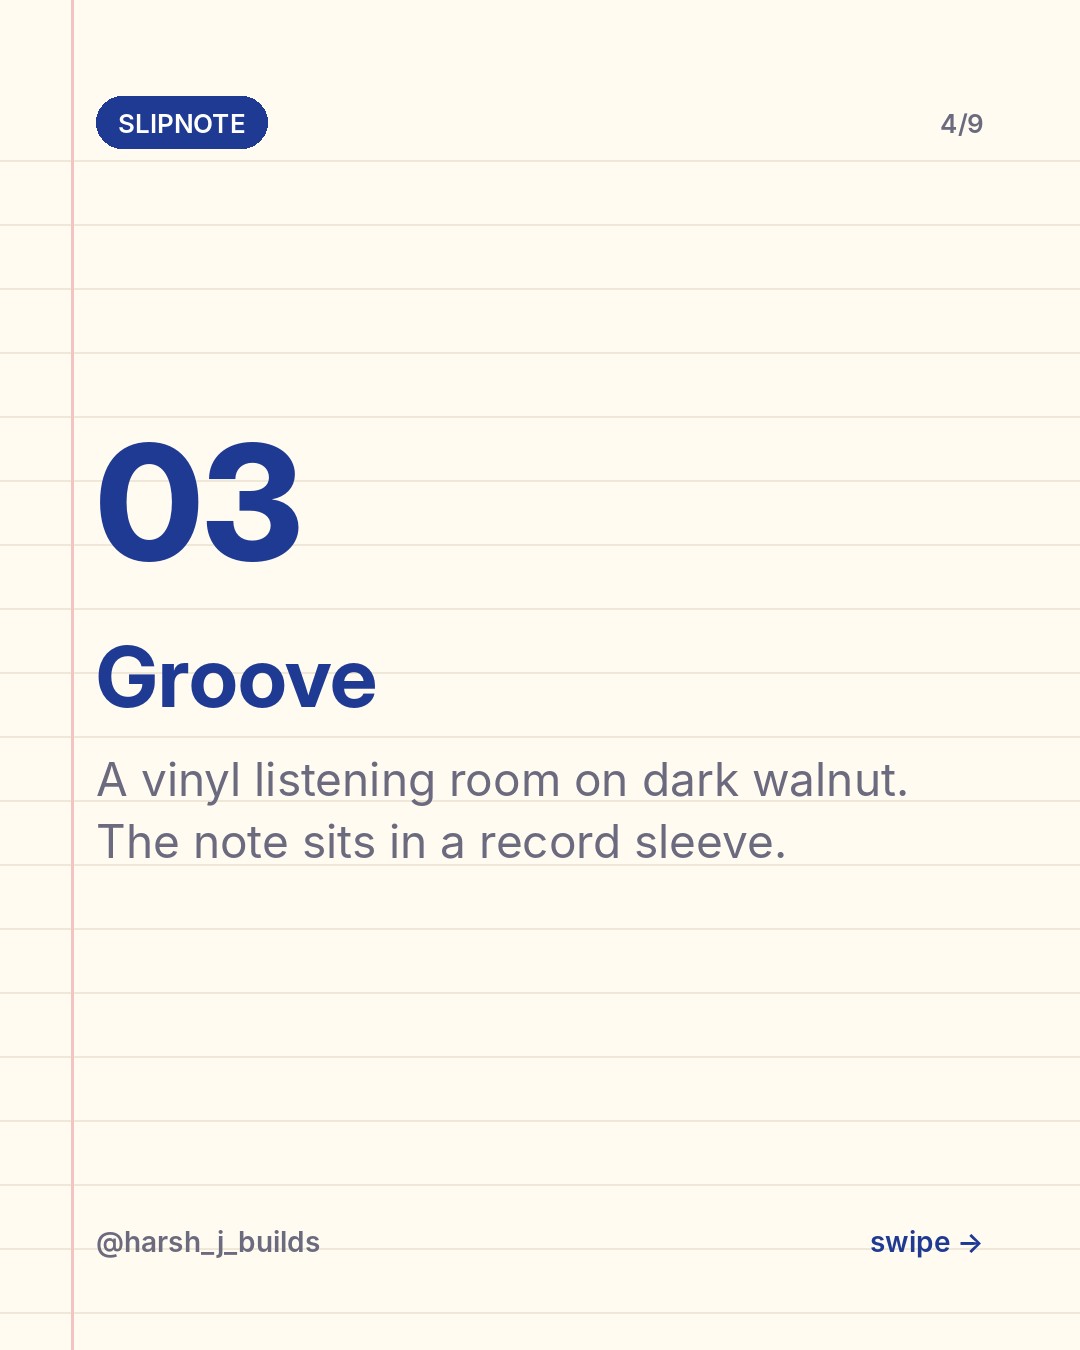 SLIPNOTE
4/9
03
Groove
A vinyl listening room on dark walnut.
The note sits in a record sleeve.
@harsh_j_builds
swipe →